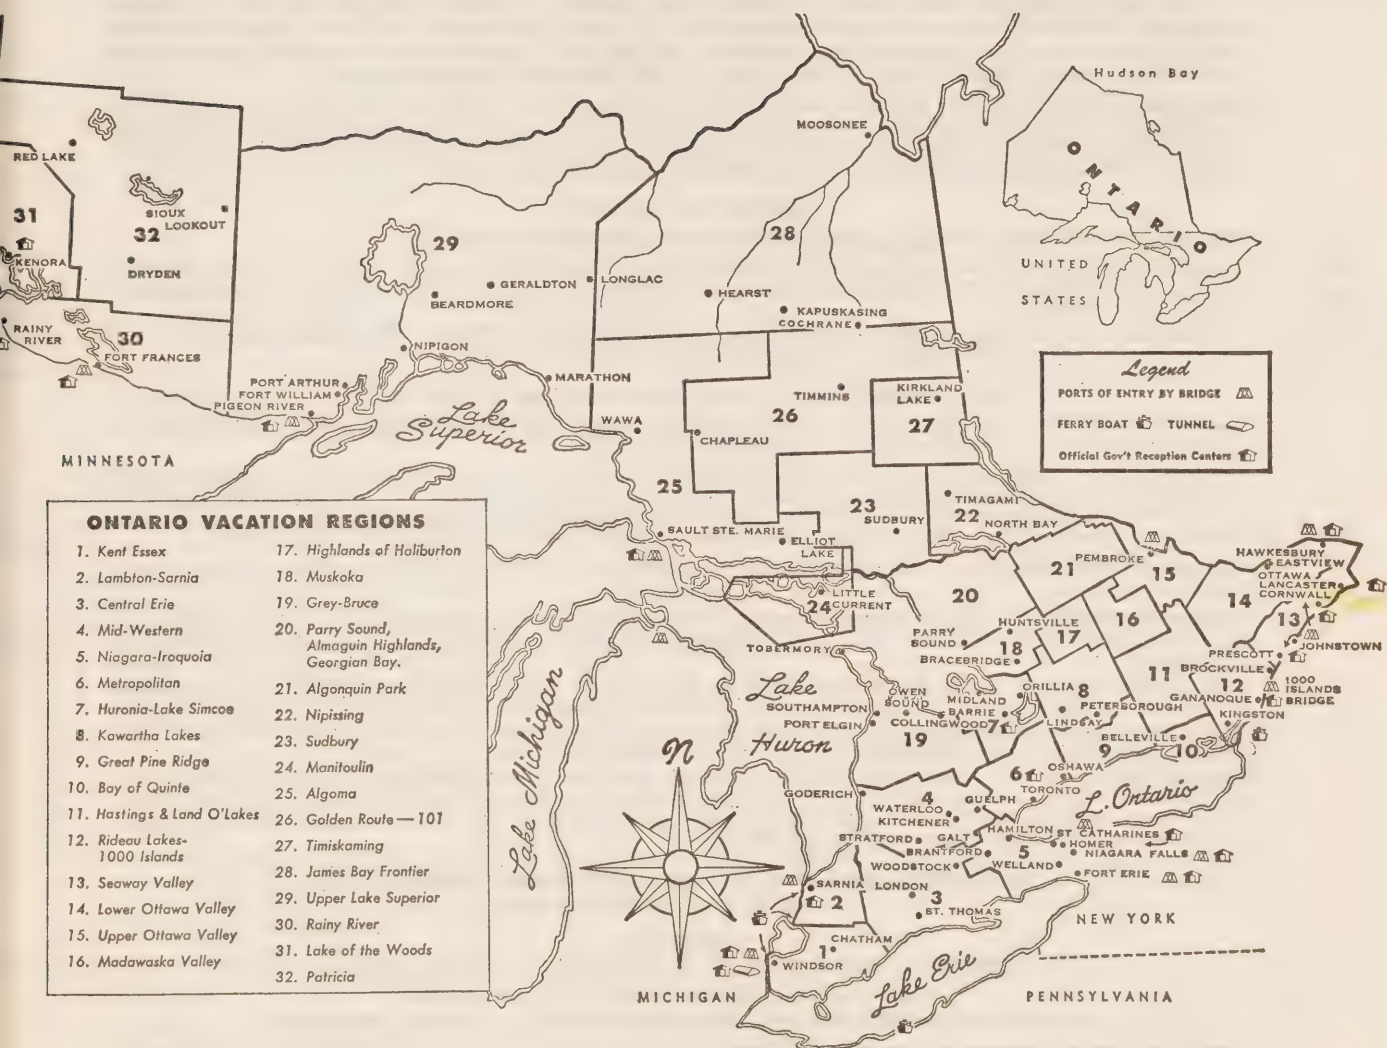 Hudson Bay
ONTARIO
UNITED
STATES
MOOSONEE
RED LAKE
31
SIOUX
LOOKOUT
32
KENORA
DRYDEN
29
28
GERALDTON
LONGLAC
BEARDMORE
HEARST
KAPUSKASING
COCHRANE
RAINY
RIVER
30
FORT FRANCES
NIPIGON
PORT ARTHUR
FORT WILLIAM
PIGEON RIVER
MARATHON
Lake
Superior
WAWA
CHAPLEAU
TIMMINS
26
KIRKLAND
LAKE
27
MINNESOTA
Legend
PORTS OF ENTRY BY BRIDGE
FERRY BOAT
TUNNEL
Official Gov't Reception Centers
25
23
SUDBURY
TIMAGAMI
22
NORTH BAY
SAULT STE. MARIE
ELLIOT
LAKE
24
LITTLE
CURRENT
TOBERMORY
21
PEMBROKE
15
HAWKESBURY
EASTVIEW
OTTAWA
LANCASTER
CORNWALL
14
13
JOHNSTOWN
PRESCOTT
BROCKVILLE
12
1000
ISLANDS
BRIDGE
GANANOQUE
KINGSTON
20
HUNTSVILLE
PARRY
SOUND
18
BRACEBRIDGE
17
16
11
Lake
Huron
SOUTHAMPTON
PORT ELGIN
OWEN
SOUND
MIDLAND
BARRIE
COLLINGWOOD
7
19
ORILLIA
8
LINDSAY
PETERBOROUGH
BELLEVILLE
9
10
OSHAWA
6
TORONTO
L. Ontario
Lake Michigan
N
GODERICH
4
WATERLOO
KITCHENER
GUELPH
STRATFORD
GALT
HAMILTON
ST CATHARINES
HOMER
BRANTFORD
5
NIAGARA FALLS
WOODSTOCK
WELLAND
FORT ERIE
SARNIA
2
LONDON
3
ST. THOMAS
NEW YORK
CHATHAM
1
WINDSOR
Lake Erie
MICHIGAN
PENNSYLVANIA
ONTARIO VACATION REGIONS
1. Kent Essex
2. Lambton-Sarnia
3. Central Erie
4. Mid-Western
5. Niagara-Iroquoia
6. Metropolitan
7. Huronia-Lake Simcoe
8. Kawartha Lakes
9. Great Pine Ridge
10. Bay of Quinte
11. Hastings & Land O'Lakes
12. Rideau Lakes-
1000 Islands
13. Seaway Valley
14. Lower Ottawa Valley
15. Upper Ottawa Valley
16. Madawaska Valley
17. Highlands of Haliburton
18. Muskoka
19. Grey-Bruce
20. Parry Sound,
Almaguin Highlands,
Georgian Bay.
21. Algonquin Park
22. Nipissing
23. Sudbury
24. Manitoulin
25. Algoma
26. Golden Route—101
27. Timiskaming
28. James Bay Frontier
29. Upper Lake Superior
30. Rainy River
31. Lake of the Woods
32. Patricia